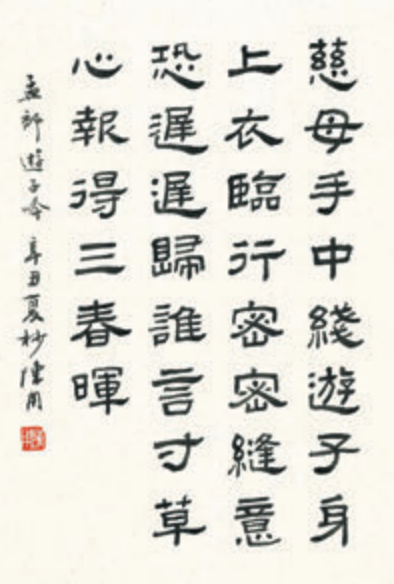 慈母手中綫遊子身
上衣臨行密密縫意
恐遲遲歸誰言寸草
心報得三春暉
孟郊遊子吟 辛丑夏杪陳